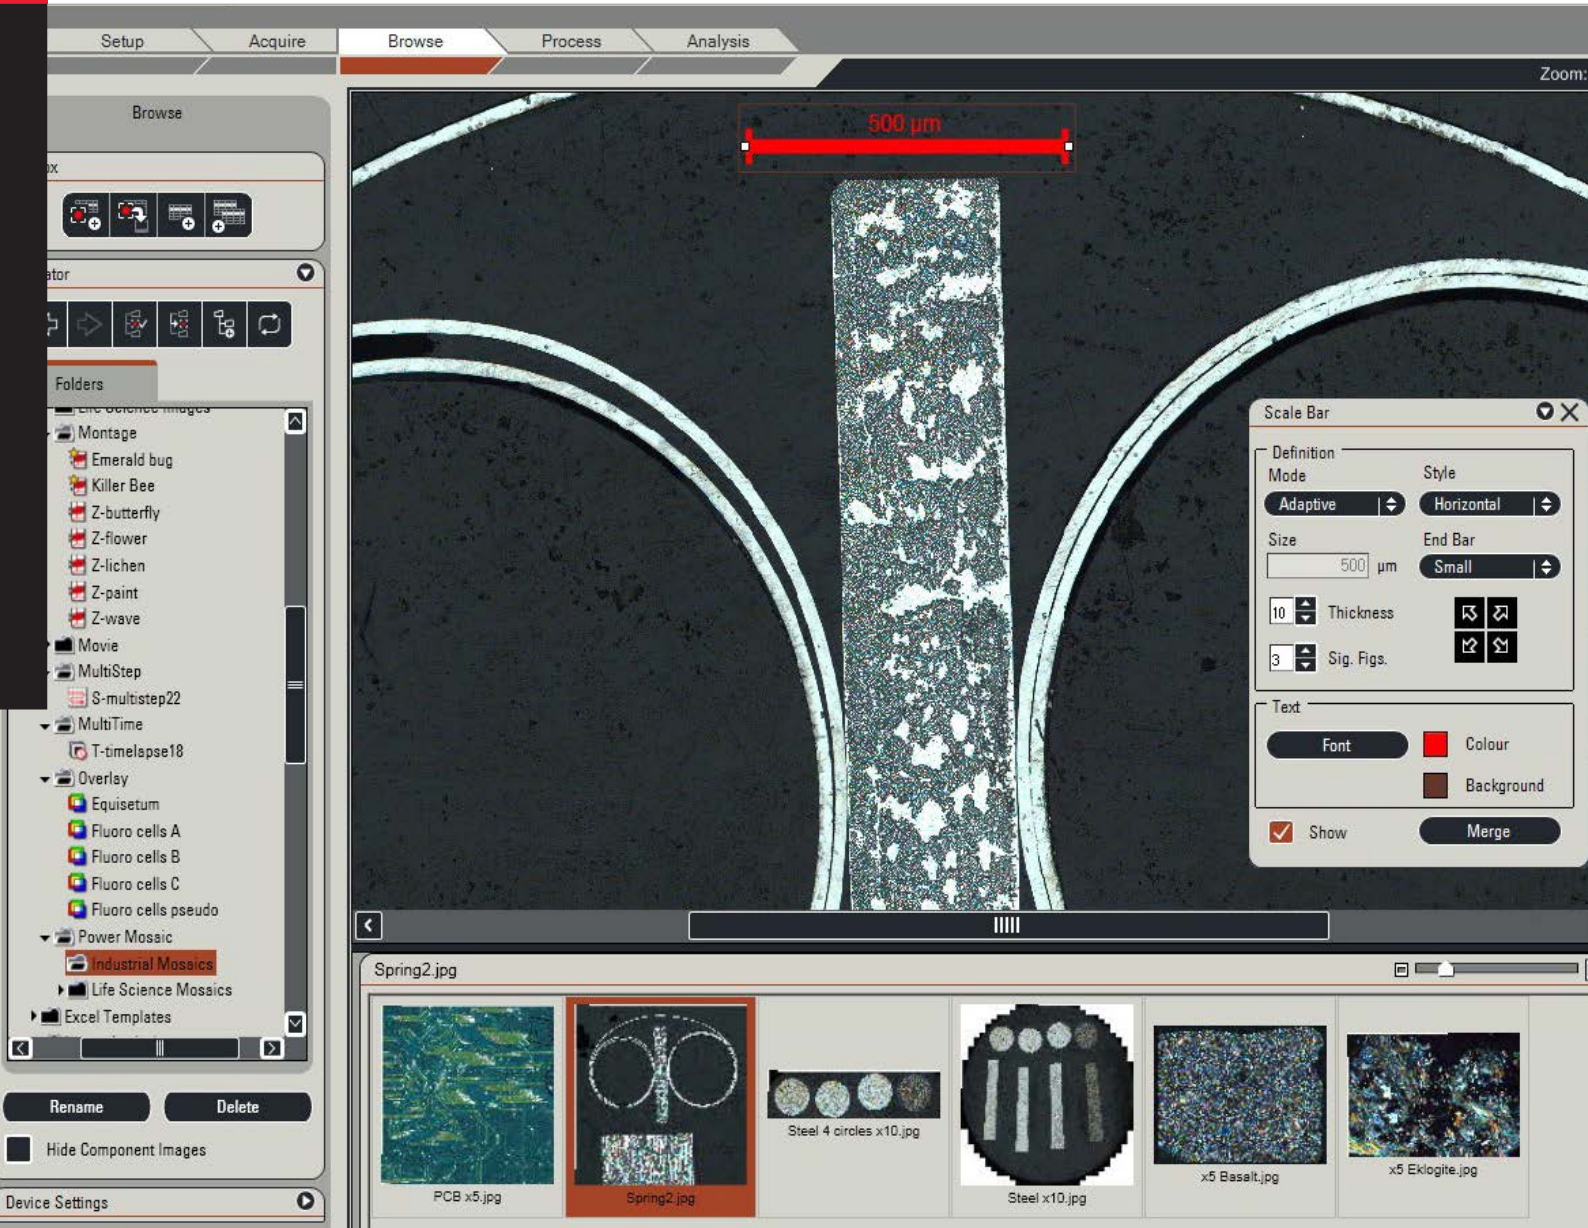 Setup
Acquire
Browse
Process
Analysis
Zoom:
Browse
Folders
Life Science Images
Montage
Emerald bug
Killer Bee
Z-butterfly
Z-flower
Z-lichen
Z-paint
Z-wave
Movie
MultiStep
S-multistep22
MultiTime
T-timelapse18
Overlay
Equisetum
Fluoro cells A
Fluoro cells B
Fluoro cells C
Fluoro cells pseudo
Power Mosaic
Industrial Mosaics
Life Science Mosaics
Excel Templates
Rename
Delete
Hide Component Images
Device Settings
500 µm
Scale Bar
Definition
Mode
Style
Adaptive
Horizontal
Size
End Bar
500 µm
Small
10 Thickness
3 Sig. Figs.
Text
Font
Colour
Background
Show
Merge
Spring2.jpg
PCB x5.jpg
Spring2.jpg
Steel 4 circles x10.jpg
Steel x10.jpg
x5 Basalt.jpg
x5 Eklogite.jpg